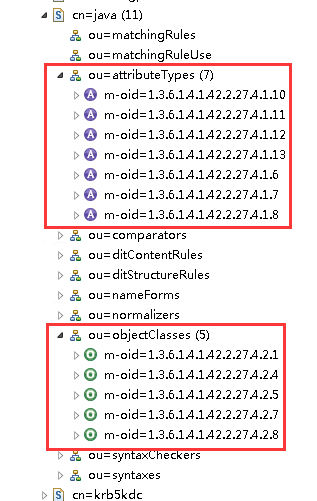 cn=java (11)
ou=matchingRules
ou=matchingRuleUse
ou=attributeTypes (7)
m-oid=1.3.6.1.4.1.42.2.27.4.1.10
m-oid=1.3.6.1.4.1.42.2.27.4.1.11
m-oid=1.3.6.1.4.1.42.2.27.4.1.12
m-oid=1.3.6.1.4.1.42.2.27.4.1.13
m-oid=1.3.6.1.4.1.42.2.27.4.1.6
m-oid=1.3.6.1.4.1.42.2.27.4.1.7
m-oid=1.3.6.1.4.1.42.2.27.4.1.8
ou=comparators
ou=ditContentRules
ou=ditStructureRules
ou=nameForms
ou=normalizers
ou=objectClasses (5)
m-oid=1.3.6.1.4.1.42.2.27.4.2.1
m-oid=1.3.6.1.4.1.42.2.27.4.2.4
m-oid=1.3.6.1.4.1.42.2.27.4.2.5
m-oid=1.3.6.1.4.1.42.2.27.4.2.7
m-oid=1.3.6.1.4.1.42.2.27.4.2.8
ou=syntaxCheckers
ou=syntaxes
cn=krb5kdc